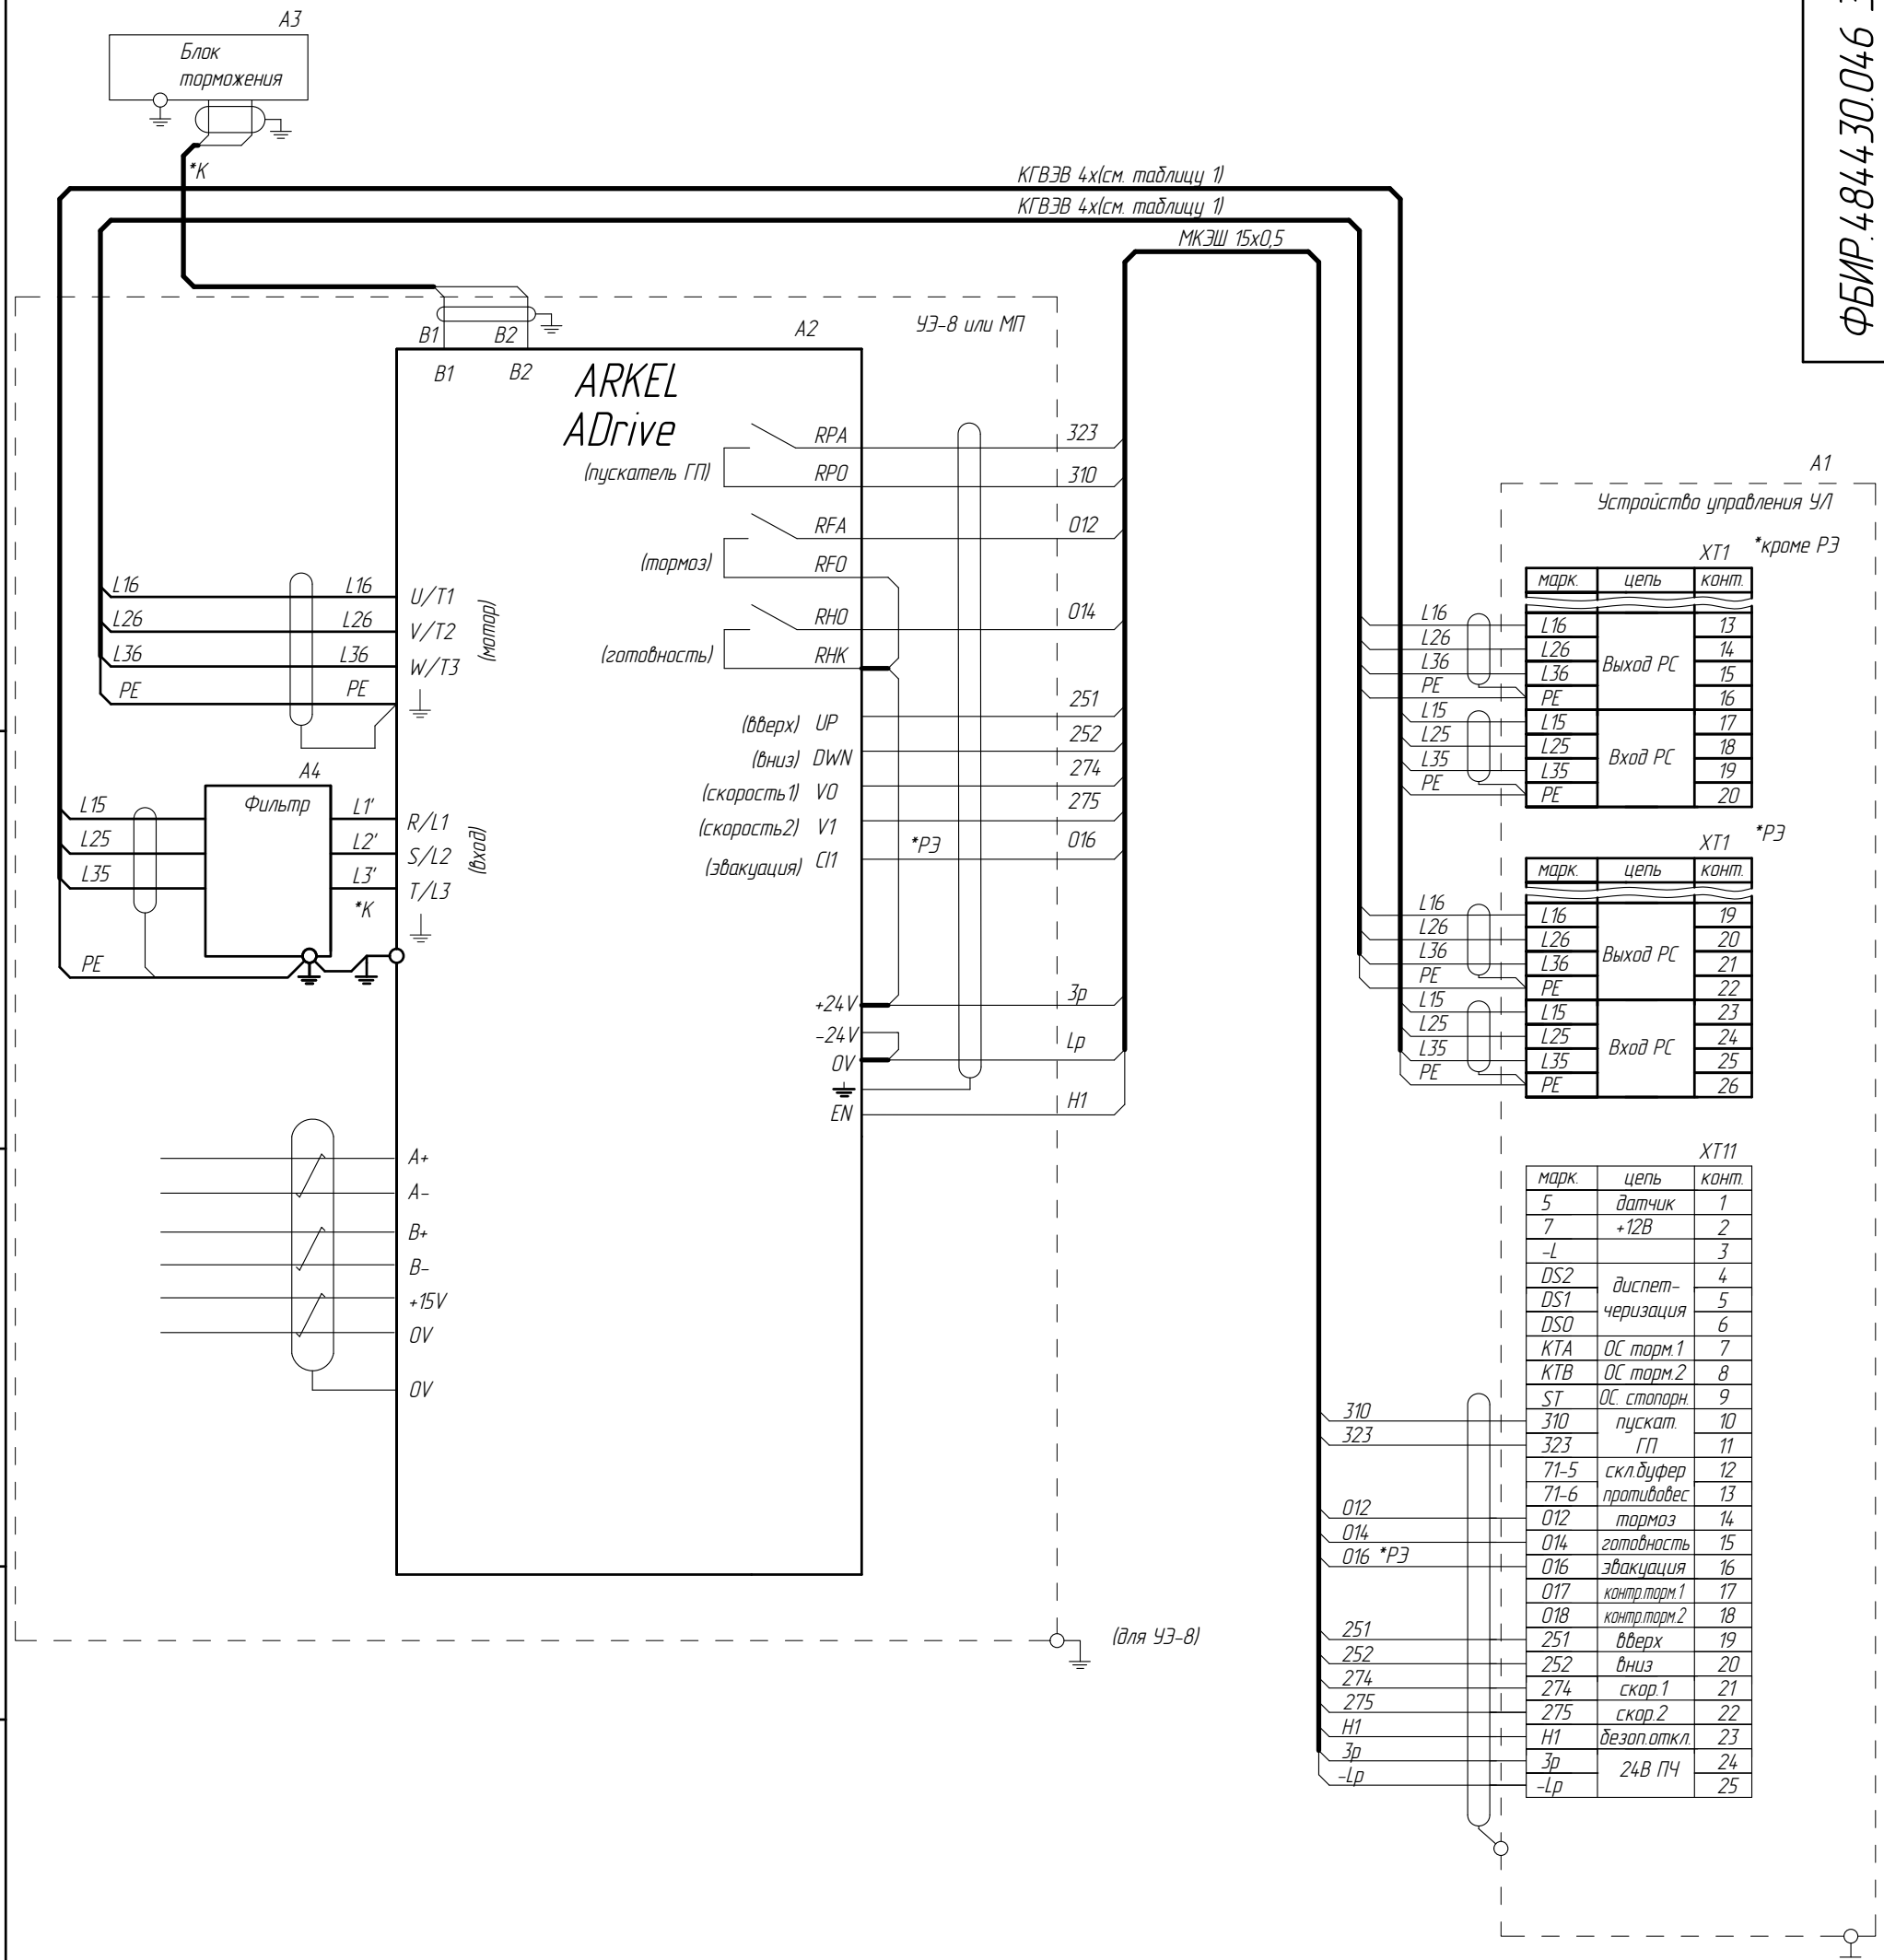 ФБИР.484430.046
А3
Блок
торможения
*К
КГВЭВ 4х(см. таблицу 1)
КГВЭВ 4х(см. таблицу 1)
МКЭШ 15х0,5
УЭ-8 или МП
А2
B1
B2
B1
B2
ARKEL
ADrive
(пускатель ГП)
RPA
RPO
(тормоз)
RFA
RFO
(готовность)
RHO
RHK
(вверх) UP
(вниз) DWN
(скорость1) V0
(скорость2) V1
(эвакуация) CI1
*РЭ
+24V
-24V
0V
EN
323
310
012
014
251
252
274
275
016
3р
Lр
H1
L16
L26
L36
PE
L16
L26
L36
PE
U/T1
V/T2
W/T3
(мотор)
А4
Фильтр
L15
L25
L35
PE
L1'
L2'
L3'
*К
R/L1
S/L2
T/L3
(вход)
A+
A-
B+
B-
+15V
0V
0V
(для УЭ-8)
А1
Устройство управления УЛ
XT1 *кроме РЭ
марк. цепь конт.
L16 L16 Выход РС 13
L26 L26 14
L36 L36 15
PE PE 16
L15 L15 Вход РС 17
L25 L25 18
L35 L35 19
PE PE 20
XT1 *РЭ
марк. цепь конт.
L16 L16 Выход РС 19
L26 L26 20
L36 L36 21
PE PE 22
L15 L15 Вход РС 23
L25 L25 24
L35 L35 25
PE PE 26
XT11
марк. цепь конт.
5 датчик 1
7 +12В 2
-L 3
DS2 диспет- 4
DS1 черизация 5
DS0 6
КТА ОС торм.1 7
КТВ ОС торм.2 8
ST ОС. стопорн. 9
310 310 пускат. 10
323 323 ГП 11
71-5 скл.буфер 12
71-6 противовес 13
012 012 тормоз 14
014 014 готовность 15
016 *РЭ 016 эвакуация 16
017 контр.торм.1 17
018 контр.торм.2 18
251 251 вверх 19
252 252 вниз 20
274 274 скор.1 21
275 275 скор.2 22
H1 H1 безоп.откл. 23
3р 3р 24В ПЧ 24
-Lр -Lр 25